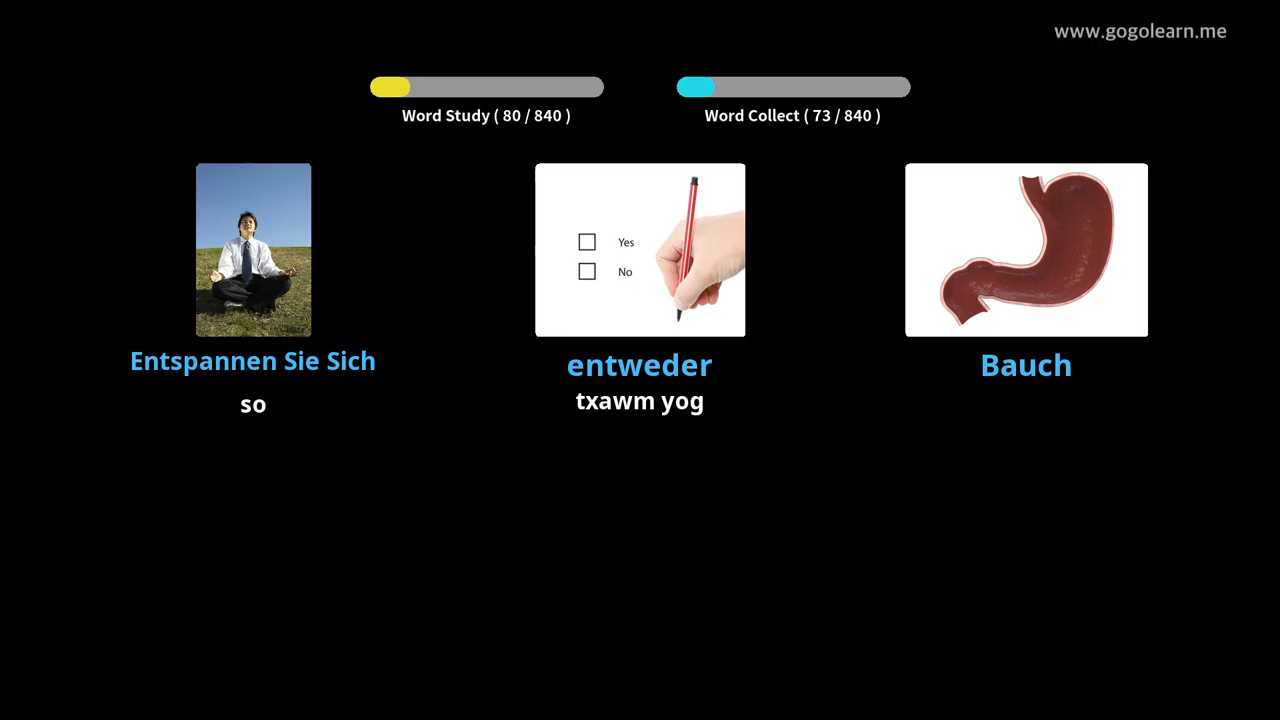 www.gogolearn.me
Word Study ( 80 / 840 )
Word Collect ( 73 / 840 )
Yes
No
Entspannen Sie Sich
so
entweder
txawm yog
Bauch